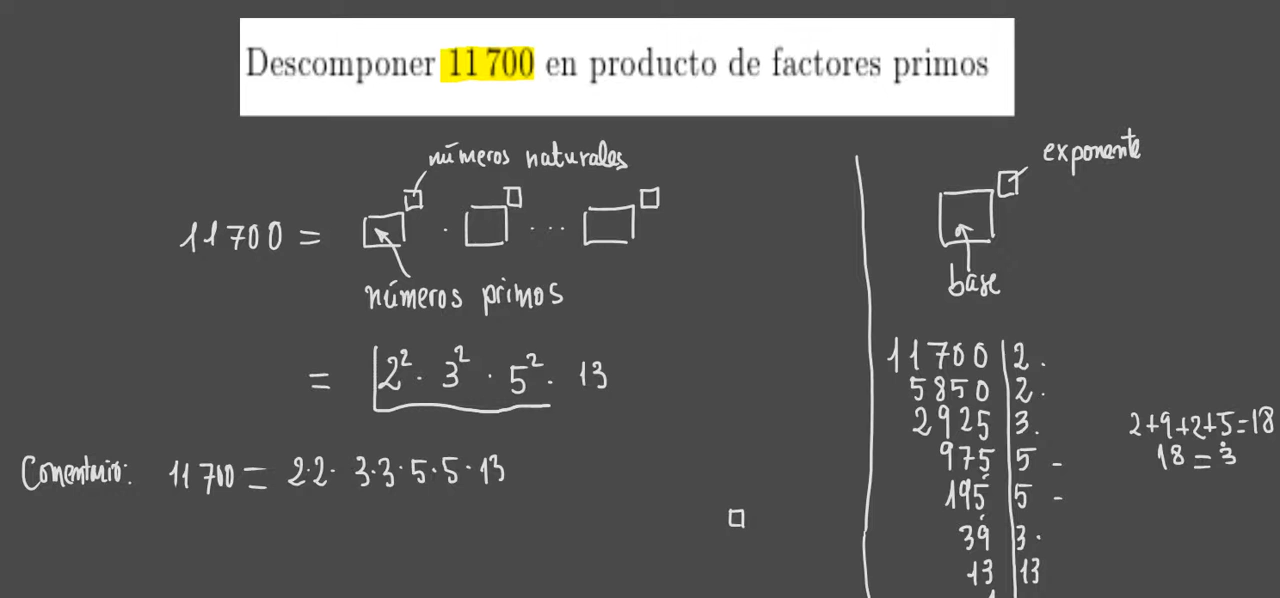 Descomponer 11 700 en producto de factores primos
números naturales
11700 = □^□ · □^□ ... □^□
números primos
= 2² · 3² · 5² · 13
Comentario: 11 700 = 2·2· 3·3·5·5·13
exponente
base
11700 | 2.
5850 | 2.
2925 | 3. 2+9+2+5=18
975 | 5 - 18 = 3̇
195 | 5 -
39 | 3.
13 | 13
1